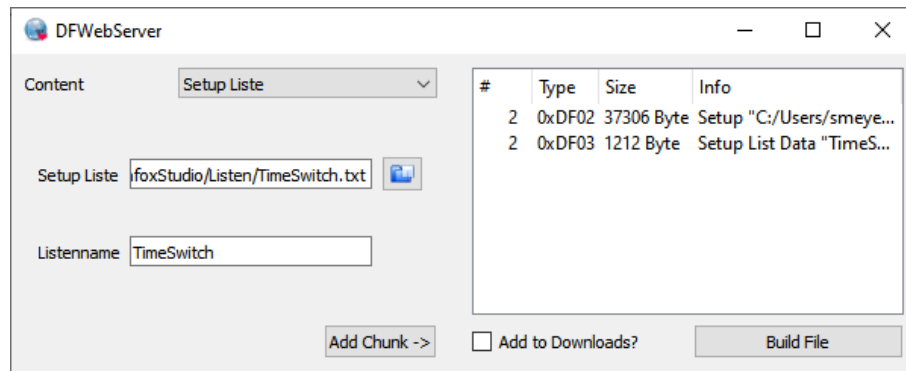 DFWebServer
Content
Setup Liste
Setup Liste
ıfoxStudio/Listen/TimeSwitch.txt
Listenname
TimeSwitch
Add Chunk ->
# Type Size Info
2 0xDF02 37306 Byte Setup "C:/Users/smeye...
2 0xDF03 1212 Byte Setup List Data "TimeS...
Add to Downloads?
Build File